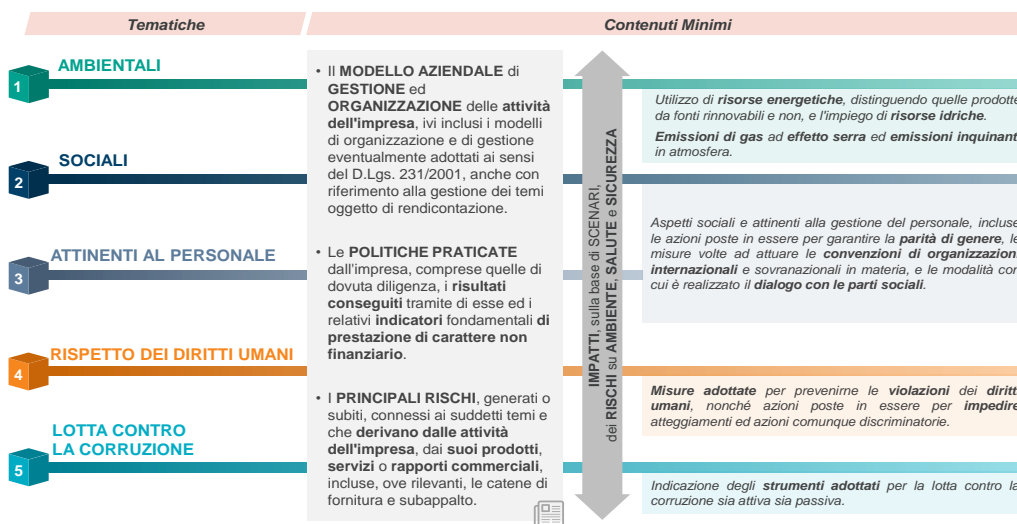 Tematiche
Contenuti Minimi
1
AMBIENTALI
2
SOCIALI
3
ATTINENTI AL PERSONALE
4
RISPETTO DEI DIRITTI UMANI
5
LOTTA CONTRO
LA CORRUZIONE
• Il MODELLO AZIENDALE di
GESTIONE ed
ORGANIZZAZIONE delle attività
dell'impresa, ivi inclusi i modelli
di organizzazione e di gestione
eventualmente adottati ai sensi
del D.Lgs. 231/2001, anche con
riferimento alla gestione dei temi
oggetto di rendicontazione.
• Le POLITICHE PRATICATE
dall'impresa, comprese quelle di
dovuta diligenza, i risultati
conseguiti tramite di esse ed i
relativi indicatori fondamentali di
prestazione di carattere non
finanziario.
• I PRINCIPALI RISCHI, generati o
subiti, connessi ai suddetti temi e
che derivano dalle attività
dell'impresa, dai suoi prodotti,
servizi o rapporti commerciali,
incluse, ove rilevanti, le catene di
fornitura e subappalto.
IMPATTI, sulla base di SCENARI,
dei RISCHI su AMBIENTE, SALUTE e SICUREZZA
Utilizzo di risorse energetiche, distinguendo quelle prodotte
da fonti rinnovabili e non, e l'impiego di risorse idriche.
Emissioni di gas ad effetto serra ed emissioni inquinant
in atmosfera.
Aspetti sociali e attinenti alla gestione del personale, incluse
le azioni poste in essere per garantire la parità di genere, le
misure volte ad attuare le convenzioni di organizzazioni
internazionali e sovranazionali in materia, e le modalità con
cui è realizzato il dialogo con le parti sociali.
Misure adottate per prevenirne le violazioni dei diritti
umani, nonché azioni poste in essere per impedire
atteggiamenti ed azioni comunque discriminatorie.
Indicazione degli strumenti adottati per la lotta contro la
corruzione sia attiva sia passiva.